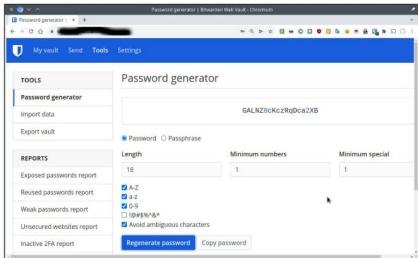 Password generator | Bitwarden Web Vault - Chromium
Password generator |
My vault Send Tools Settings
TOOLS
Password generator
Import data
Export vault
REPORTS
Exposed passwords report
Reused passwords report
Weak passwords report
Unsecured websites report
Inactive 2FA report
Password generator
GALNZ8cKczRqDca2XB
Password Passphrase
Length Minimum numbers Minimum special
18 1 1
A-Z
a-z
0-9
!@#$%^&*
Avoid ambiguous characters
Regenerate password Copy password